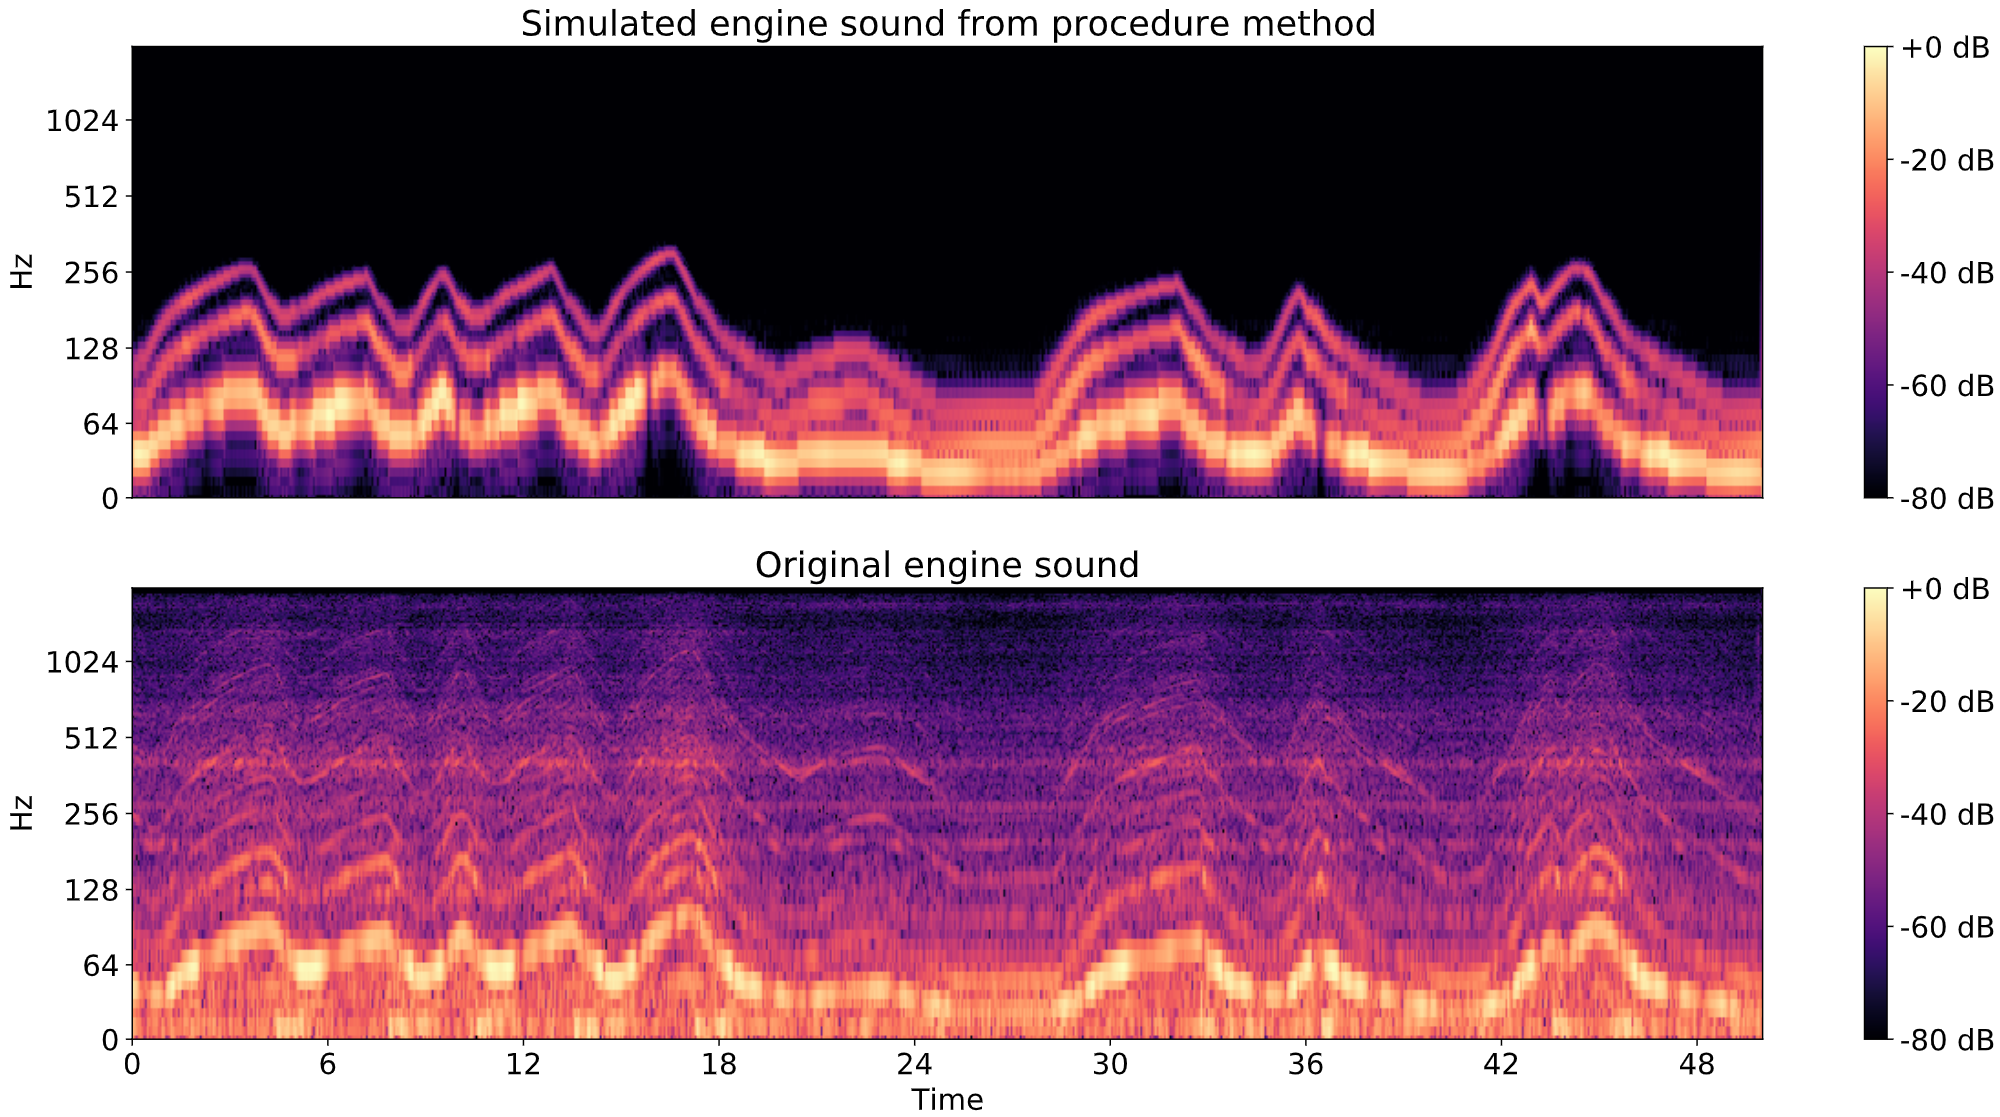 Simulated engine sound from procedure method
Hz
1024
512
256
128
64
0
+0 dB
-20 dB
-40 dB
-60 dB
-80 dB
Original engine sound
Hz
1024
512
256
128
64
0
0 6 12 18 24 30 36 42 48
Time
+0 dB
-20 dB
-40 dB
-60 dB
-80 dB